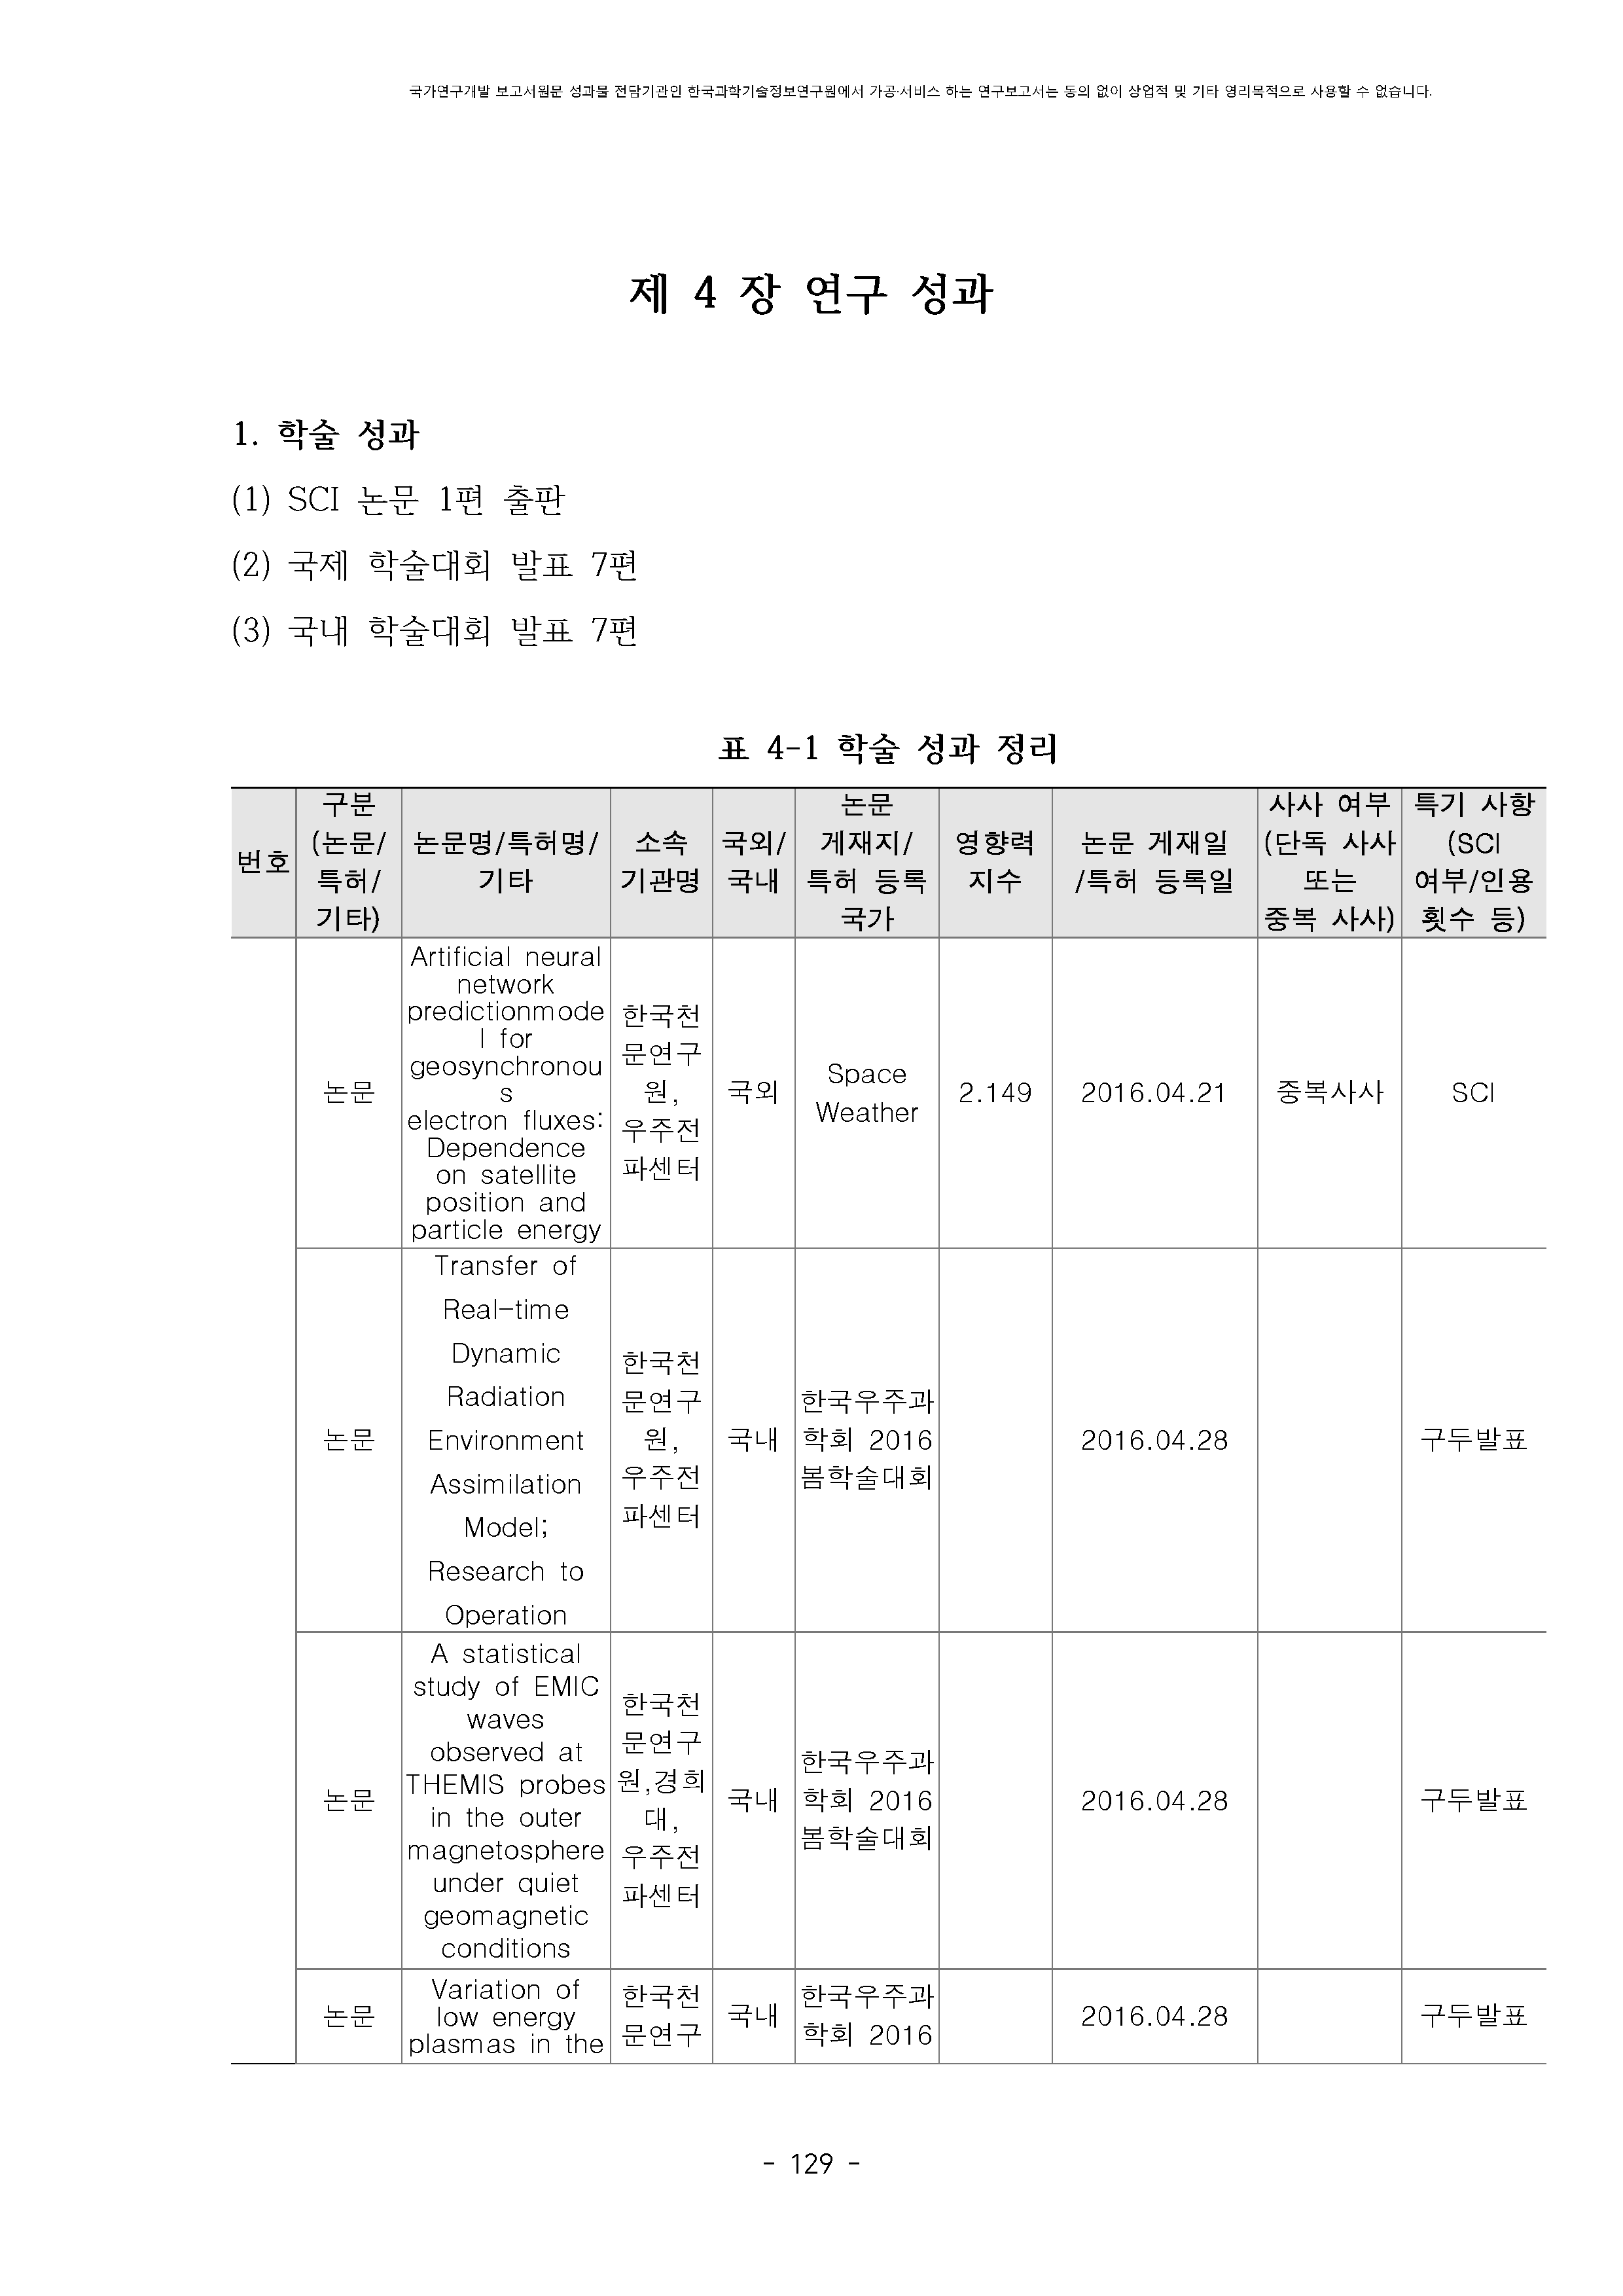 국가연구개발 보고서원문 성과물 전담기관인 한국과학기술정보연구원에서 가공·서비스 하는 연구보고서는 동의 없이 상업적 및 기타 영리목적으로 사용할 수 없습니다.
제 4 장 연구 성과
1. 학술 성과
(1) SCI 논문 1편 출판
(2) 국제 학술대회 발표 7편
(3) 국내 학술대회 발표 7편
표 4-1 학술 성과 정리
번호
구분
(논문/
특허/
기타)
논문명/특허명/
기타
소속
기관명
국외/
국내
논문
게재지/
특허 등록
국가
영향력
지수
논문 게재일
/특허 등록일
사사 여부
(단독 사사
또는
중복 사사)
특기 사항
(SCI
여부/인용
횟수 등)
논문
Artificial neural
network
predictionmode
l for
geosynchronou
s
electron fluxes:
Dependence
on satellite
position and
particle energy
한국천
문연구
원,
우주전
파센터
국외
Space
Weather
2.149
2016.04.21
중복사사
SCI
논문
Transfer of
Real-time
Dynamic
Radiation
Environment
Assimilation
Model;
Research to
Operation
한국천
문연구
원,
우주전
파센터
국내
한국우주과
학회 2016
봄학술대회
2016.04.28
구두발표
논문
A statistical
study of EMIC
waves
observed at
THEMIS probes
in the outer
magnetosphere
under quiet
geomagnetic
conditions
한국천
문연구
원,경희
대,
우주전
파센터
국내
한국우주과
학회 2016
봄학술대회
2016.04.28
구두발표
논문
Variation of
low energy
plasmas in the
한국천
문연구
국내
한국우주과
학회 2016
2016.04.28
구두발표
- 129 -